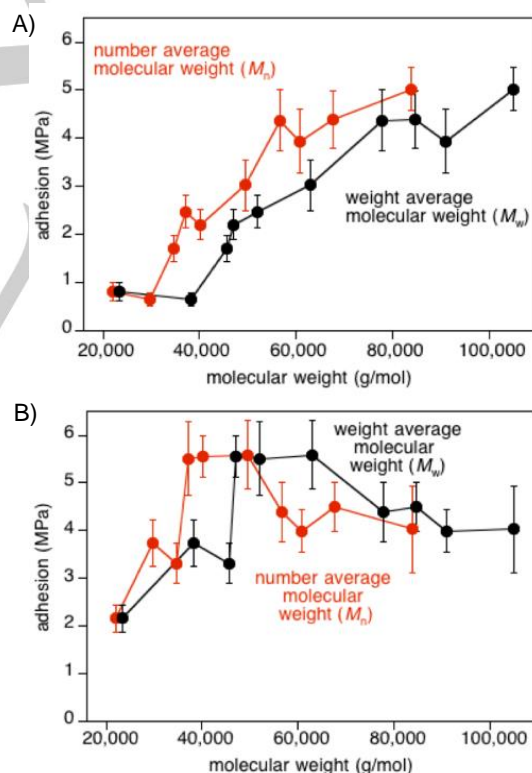 A)
number average
molecular weight (Mn)
6
5
4
3
2
1
0
adhesion (MPa)
weight average
molecular weight (Mw)
20,000 40,000 60,000 80,000 100,000
molecular weight (g/mol)
B)
weight average
molecular
weight (Mw)
6
5
4
3
2
1
0
adhesion (MPa)
number average
molecular
weight (Mn)
20,000 40,000 60,000 80,000 100,000
molecular weight (g/mol)